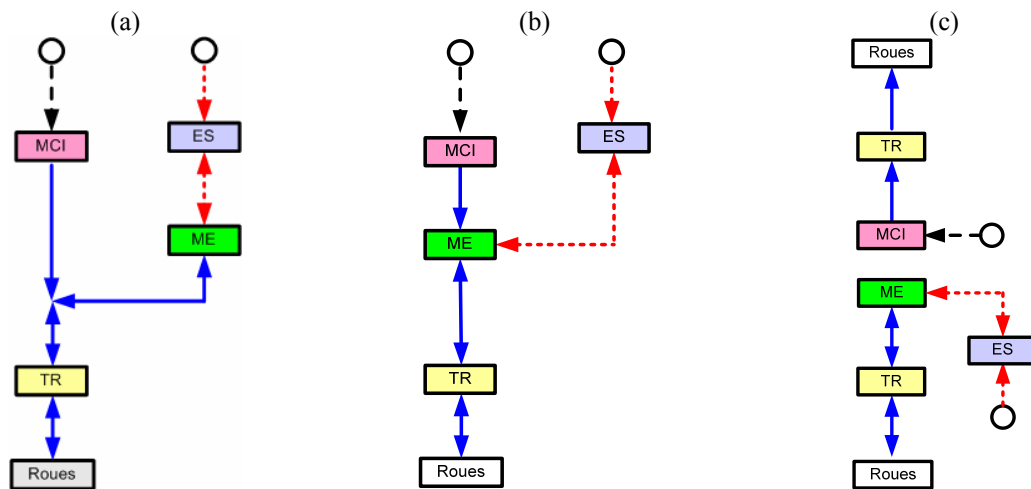 (a)
MCI
ES
ME
TR
Roues
(b)
MCI
ES
ME
TR
Roues
(c)
Roues
TR
MCI
ME
ES
TR
Roues